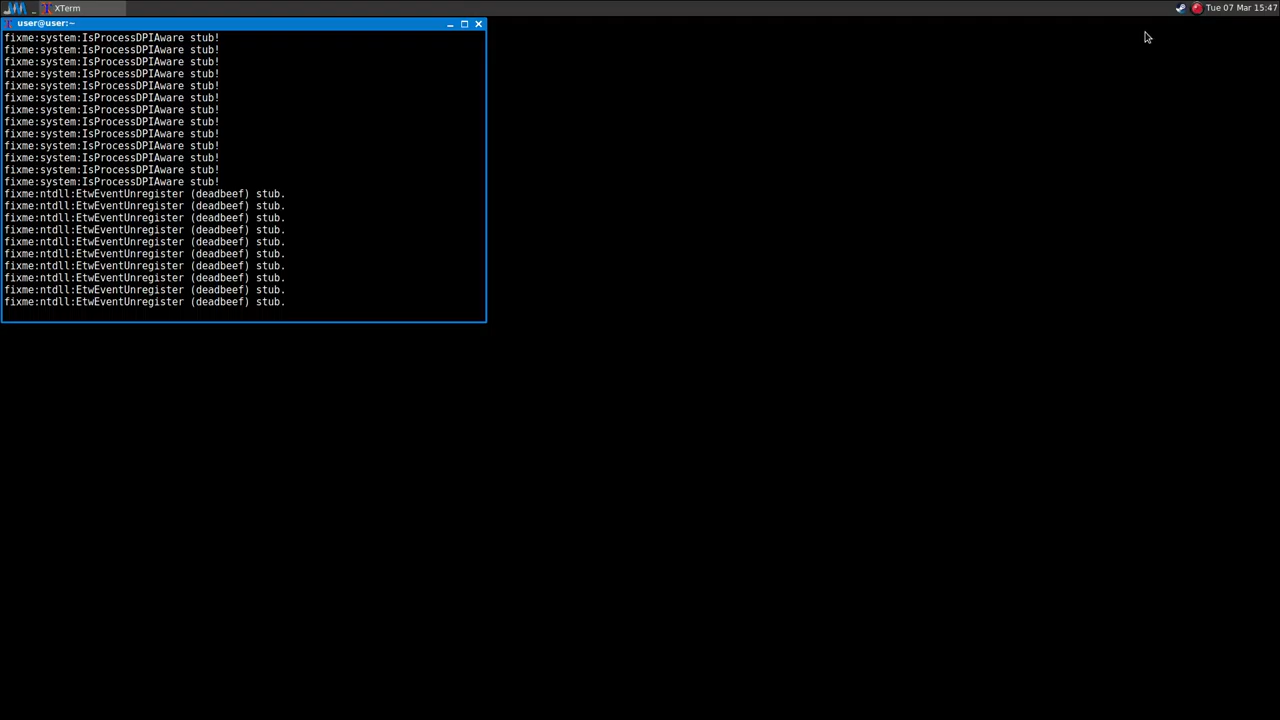 XTerm
Tue 07 Mar 15:47
user@user:~
fixme:system:IsProcessDPIAware stub!
fixme:system:IsProcessDPIAware stub!
fixme:system:IsProcessDPIAware stub!
fixme:system:IsProcessDPIAware stub!
fixme:system:IsProcessDPIAware stub!
fixme:system:IsProcessDPIAware stub!
fixme:system:IsProcessDPIAware stub!
fixme:system:IsProcessDPIAware stub!
fixme:system:IsProcessDPIAware stub!
fixme:system:IsProcessDPIAware stub!
fixme:system:IsProcessDPIAware stub!
fixme:system:IsProcessDPIAware stub!
fixme:system:IsProcessDPIAware stub!
fixme:ntdll:EtwEventUnregister (deadbeef) stub.
fixme:ntdll:EtwEventUnregister (deadbeef) stub.
fixme:ntdll:EtwEventUnregister (deadbeef) stub.
fixme:ntdll:EtwEventUnregister (deadbeef) stub.
fixme:ntdll:EtwEventUnregister (deadbeef) stub.
fixme:ntdll:EtwEventUnregister (deadbeef) stub.
fixme:ntdll:EtwEventUnregister (deadbeef) stub.
fixme:ntdll:EtwEventUnregister (deadbeef) stub.
fixme:ntdll:EtwEventUnregister (deadbeef) stub.
fixme:ntdll:EtwEventUnregister (deadbeef) stub.